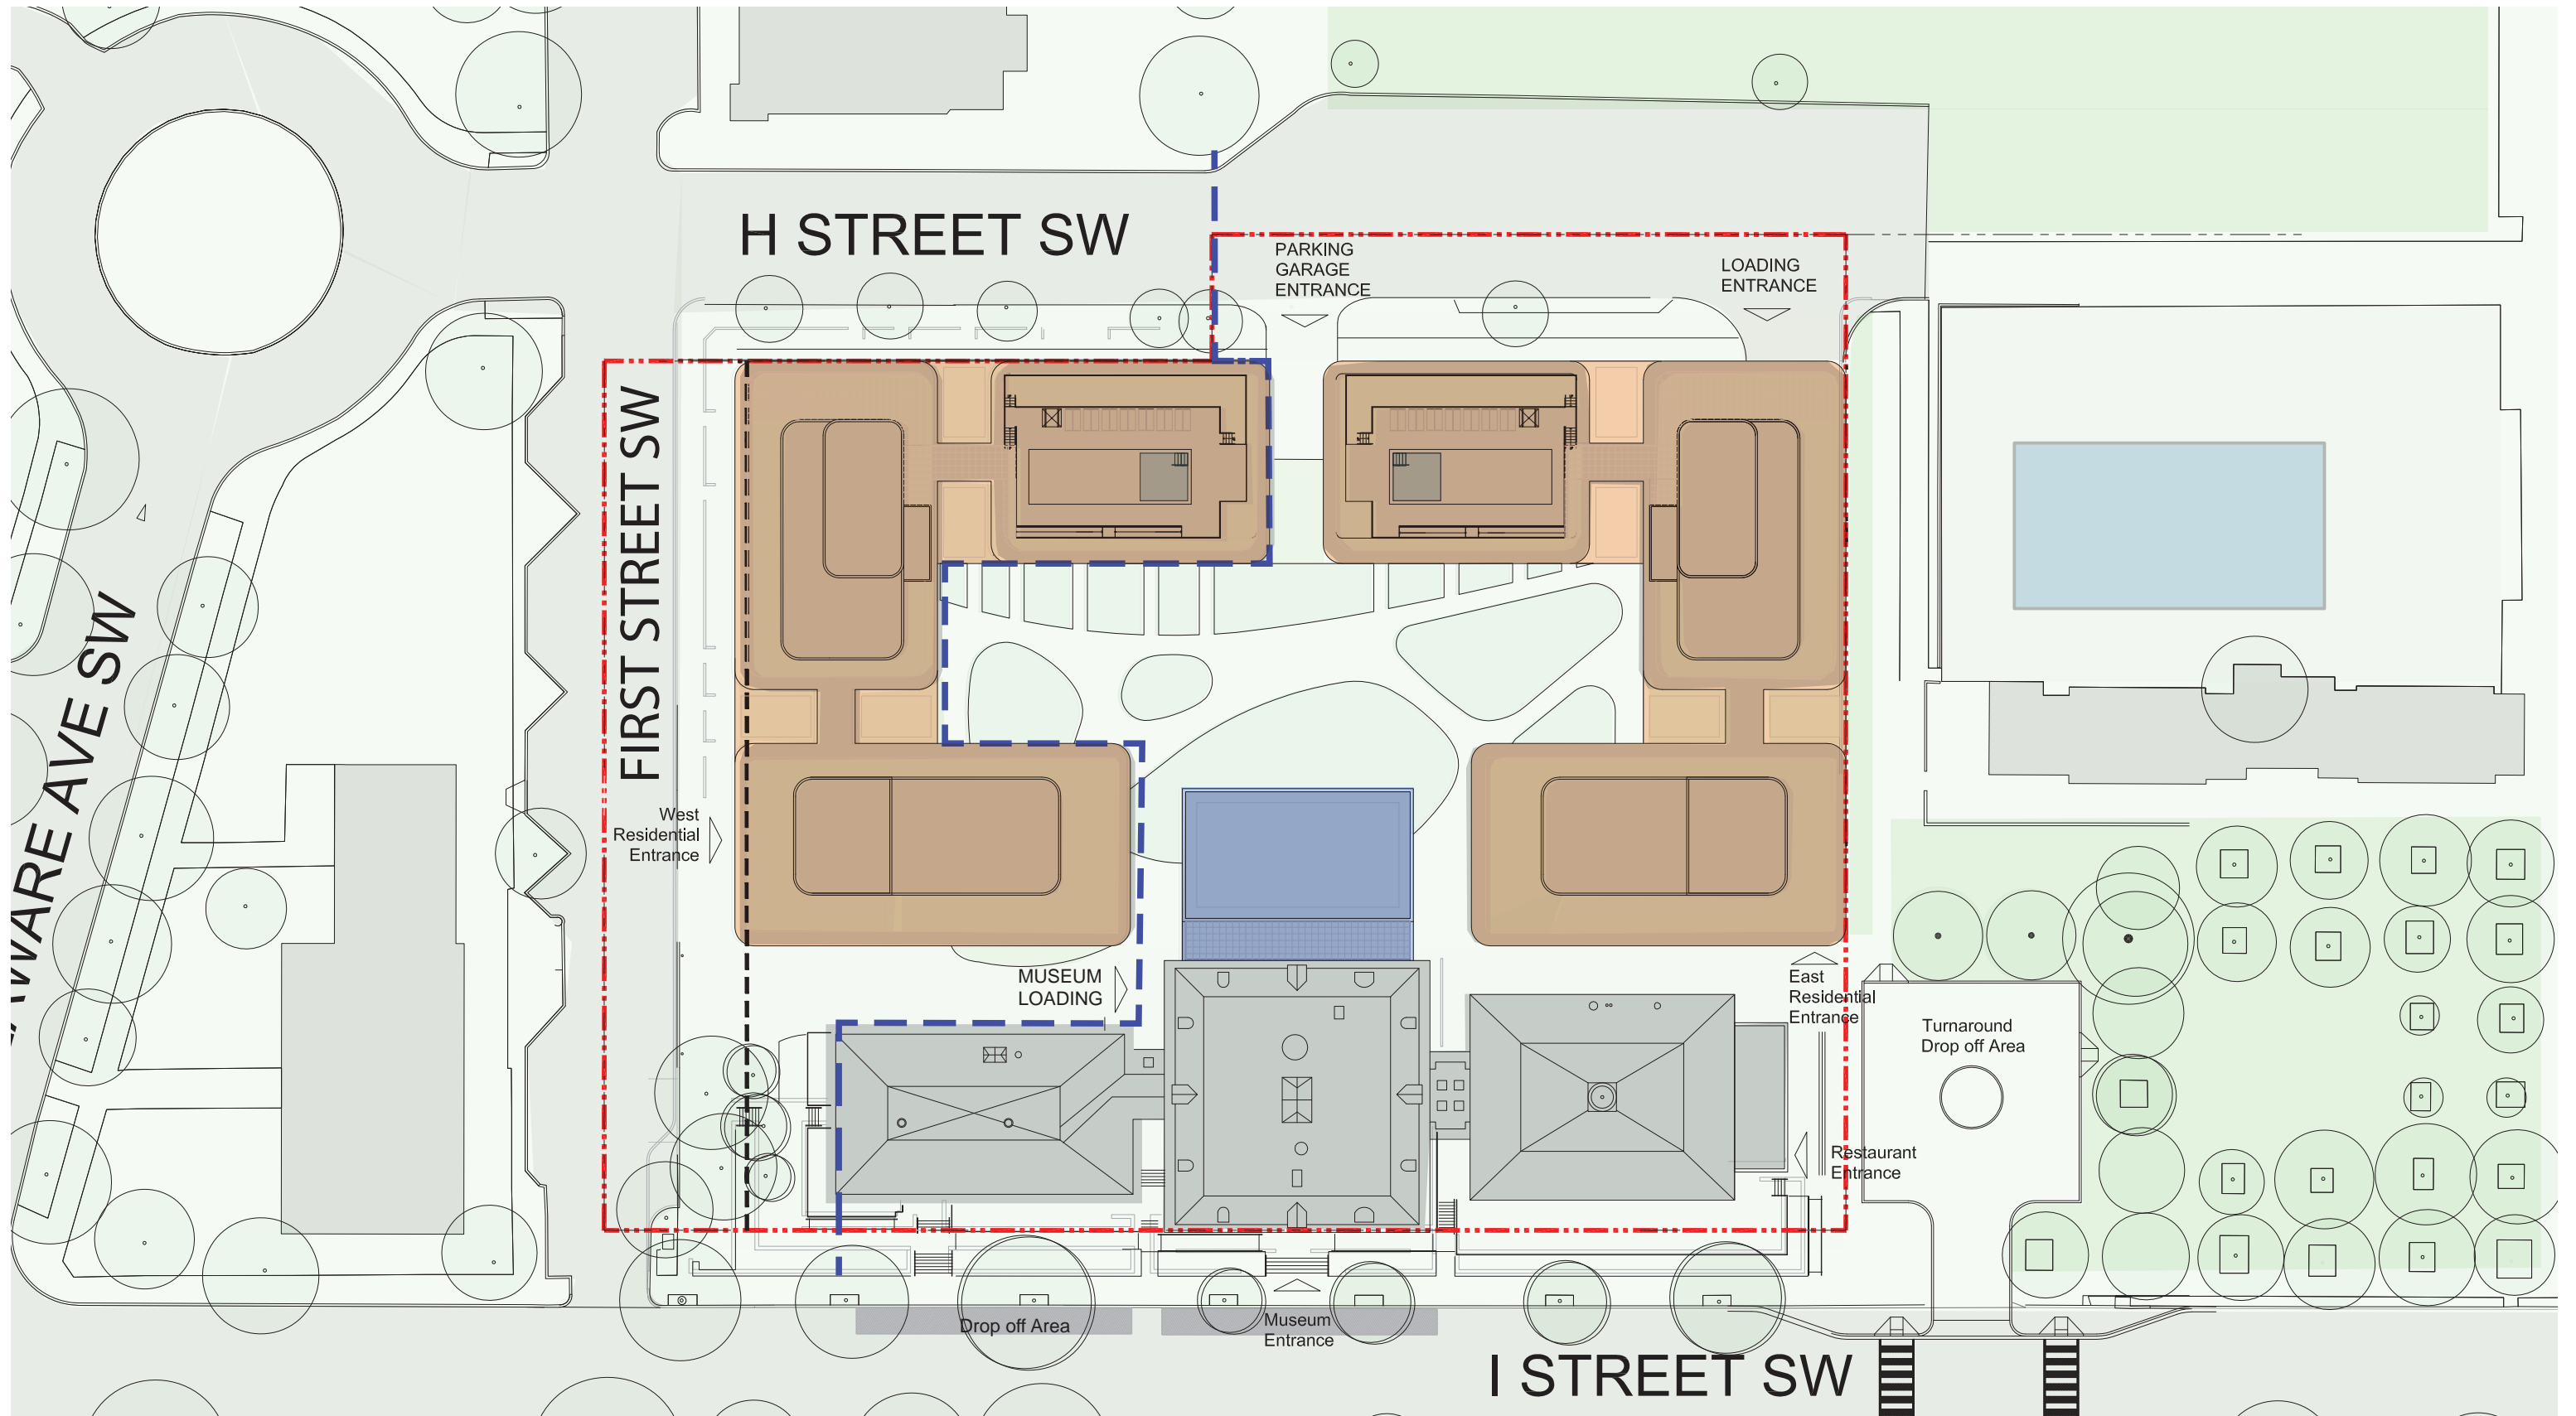 H STREET SW
PARKING
GARAGE
ENTRANCE
LOADING
ENTRANCE
FIRST STREET SW
AWARE AVE SW
West
Residential
Entrance
MUSEUM
LOADING
East
Residential
Entrance
Turnaround
Drop off Area
Restaurant
Entrance
Drop off Area
Museum
Entrance
I STREET SW